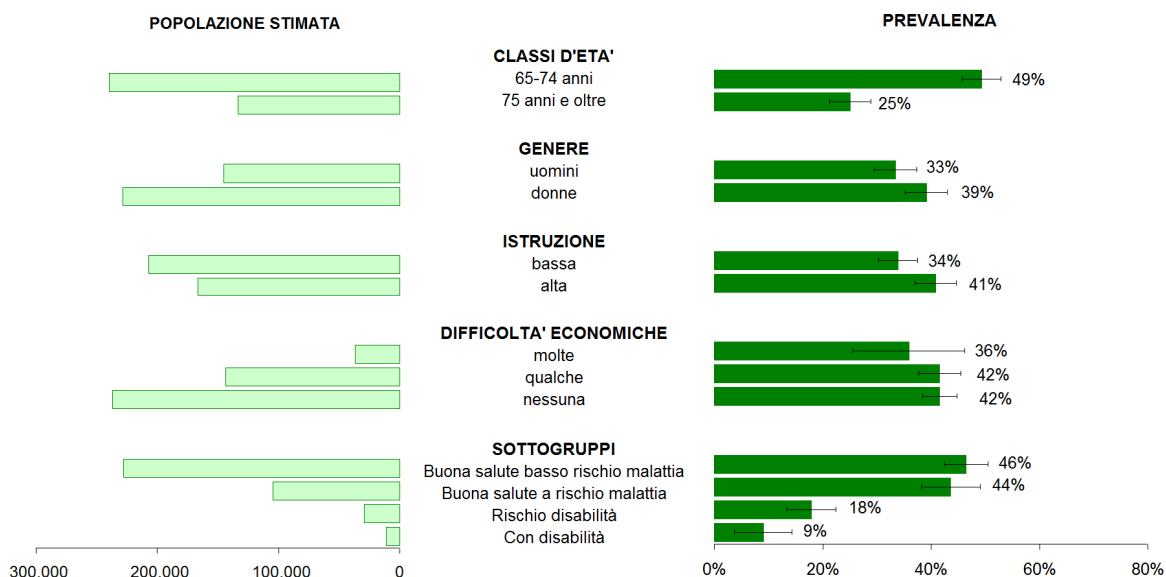 POPOLAZIONE STIMATA
PREVALENZA
CLASSI D'ETA'
65-74 anni
49%
75 anni e oltre
25%
GENERE
uomini
33%
donne
39%
ISTRUZIONE
bassa
34%
alta
41%
DIFFICOLTA' ECONOMICHE
molte
36%
qualche
42%
nessuna
42%
SOTTOGRUPPI
Buona salute basso rischio malattia
46%
Buona salute a rischio malattia
44%
Rischio disabilità
18%
Con disabilità
9%
300.000 200.000 100.000 0
0% 20% 40% 60% 80%